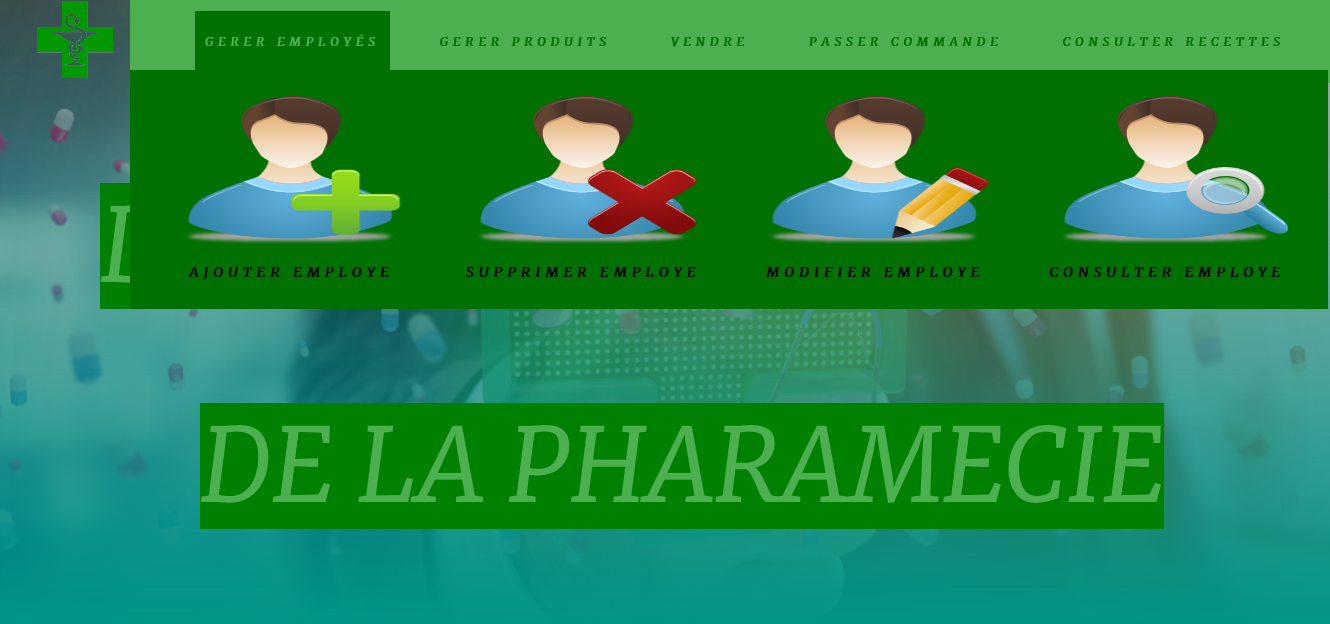 GERER EMPLOYÉS GERER PRODUITS VENDRE PASSER COMMANDE CONSULTER RECETTES
AJOUTER EMPLOYE SUPPRIMER EMPLOYE MODIFIER EMPLOYE CONSULTER EMPLOYE
DE LA PHARAMECIE